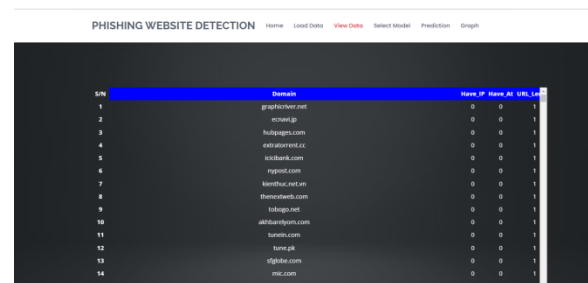 PHISHING WEBSITE DETECTION Home Load Data View Data Select Model Prediction Graph
S/N Domain Have_IP Have_At URL_Le
1 graphicriver.net 0 0 1
2 ecnavi.jp 0 0 1
3 hubpages.com 0 0 1
4 extratorrent.cc 0 0 1
5 icicibank.com 0 0 1
6 nypost.com 0 0 1
7 kienthuc.net.vn 0 0 1
8 thenextweb.com 0 0 1
9 tobogo.net 0 0 1
10 akhbarelyom.com 0 0 1
11 tunein.com 0 0 1
12 tune.pk 0 0 1
13 sfglobe.com 0 0 1
14 mic.com 0 0 1